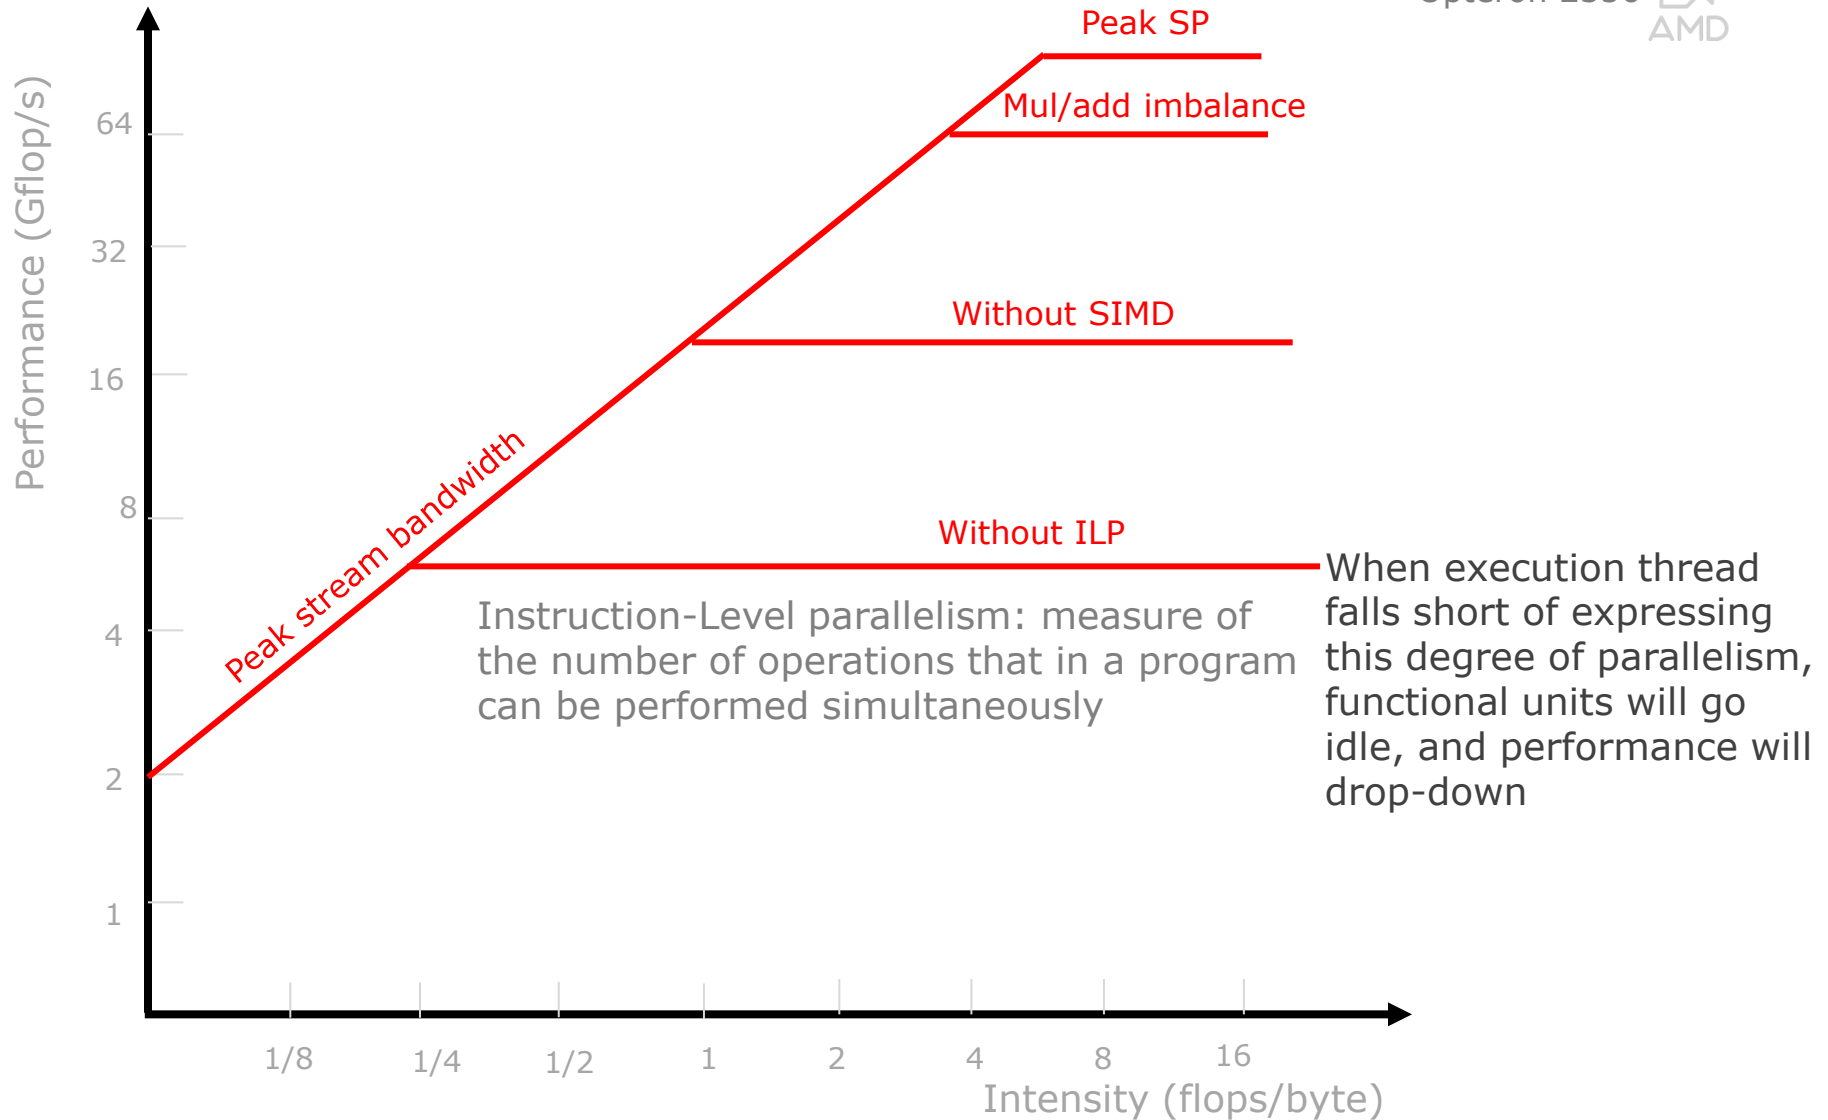 AMD
Peak SP
Mul/add imbalance
Performance (Gflop/s)
64
32
Without SIMD
16
Peak stream bandwidth
8
Without ILP
When execution thread
falls short of expressing
this degree of parallelism,
functional units will go
idle, and performance will
drop-down
Instruction-Level parallelism: measure of
the number of operations that in a program
can be performed simultaneously
4
2
1
1/8
1/4
1/2
1
2
4
8
16
Intensity (flops/byte)